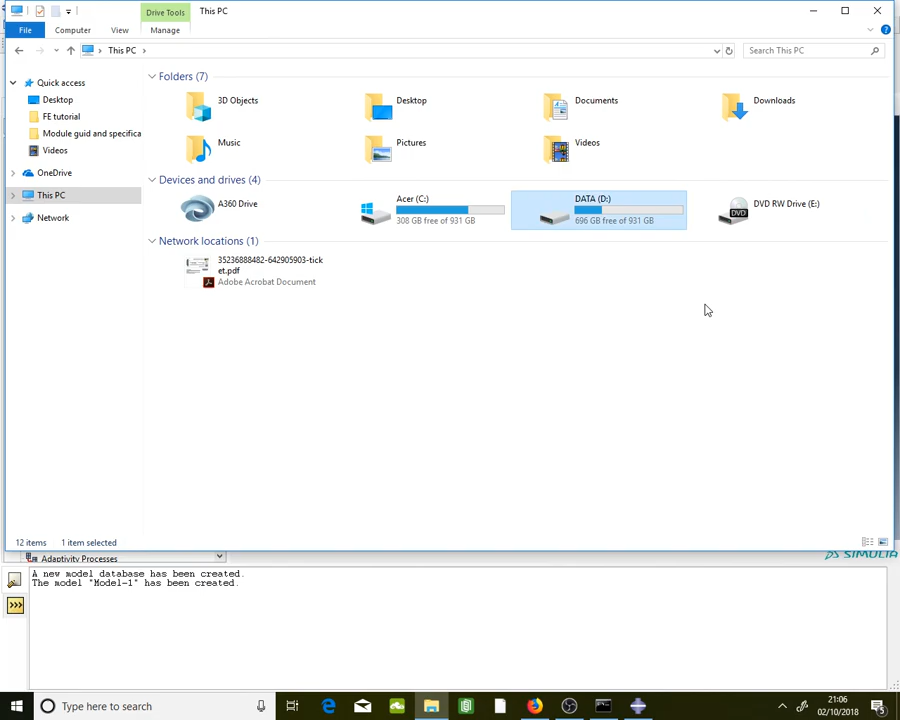 Drive Tools
This PC
File
Computer
View
Manage
This PC
Search This PC
Quick access
Desktop
FE tutorial
Module guid and specifica
Videos
OneDrive
This PC
Network
Folders (7)
3D Objects
Desktop
Documents
Downloads
Music
Pictures
Videos
Devices and drives (4)
A360 Drive
Acer (C:)
308 GB free of 931 GB
DATA (D:)
696 GB free of 931 GB
DVD RW Drive (E:)
DVD
Network locations (1)
35236888482-642905903-tick
et.pdf
Adobe Acrobat Document
12 items
1 item selected
Adaptivity Processes
SIMULIA
A new model database has been created.
The model "Model-1" has been created.
>>>
Type here to search
21:06
02/10/2018
5